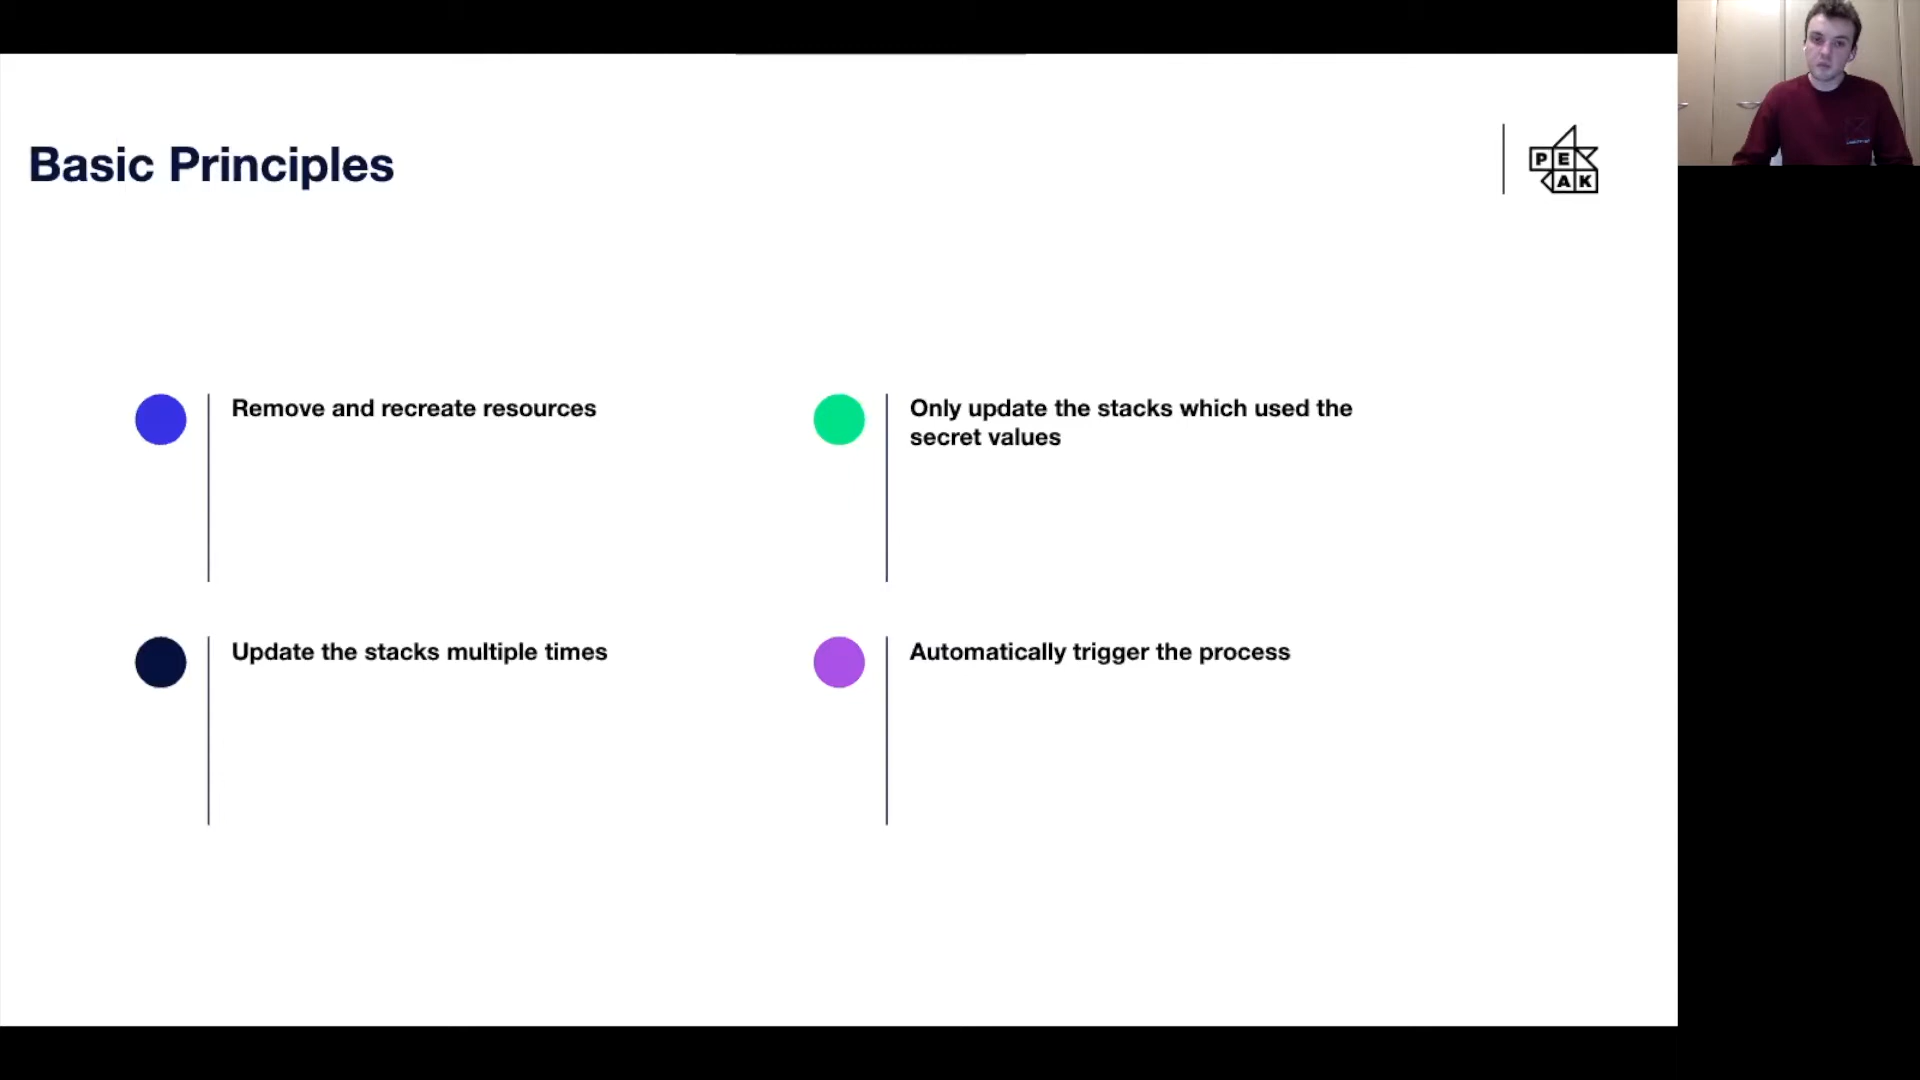 Basic Principles
PE
AK
Remove and recreate resources
Only update the stacks which used the
secret values
Update the stacks multiple times
Automatically trigger the process